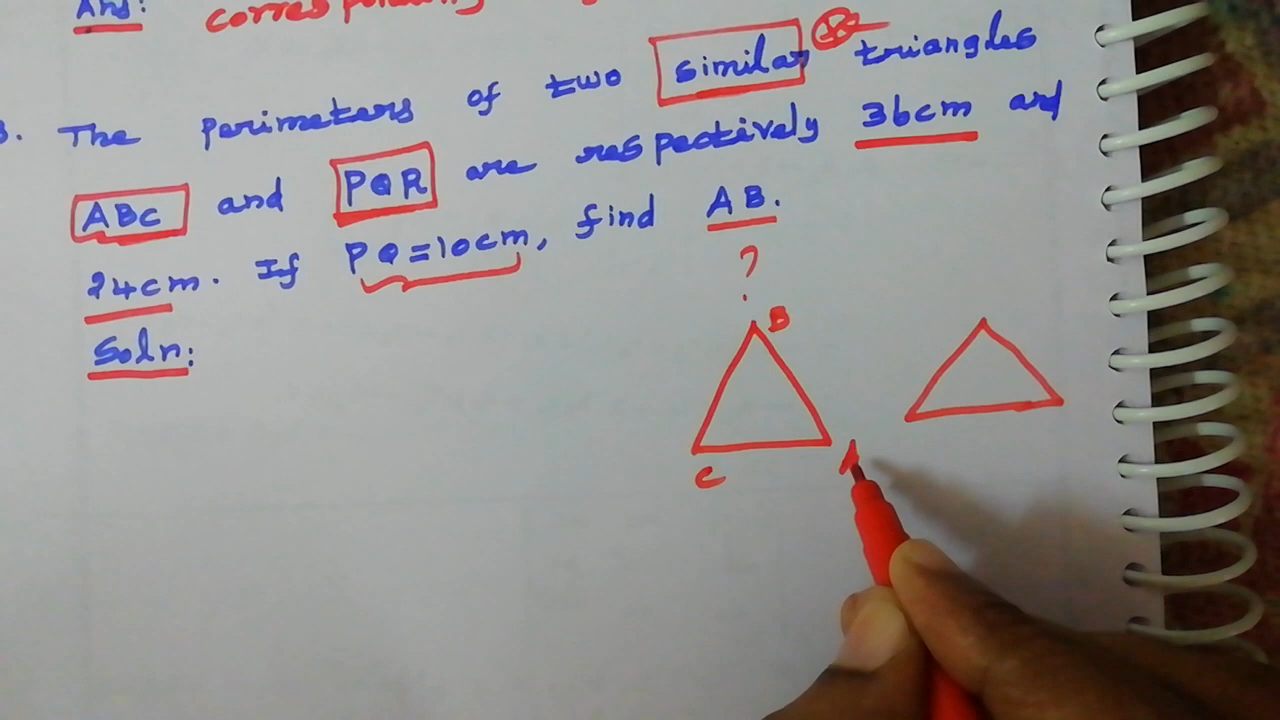 Ans: corresponding
3. The perimeters of two similar triangles
ABC and PQR are respectively 36cm and
24cm. If PQ=10cm, find AB.
?
Soln:
B
C
A